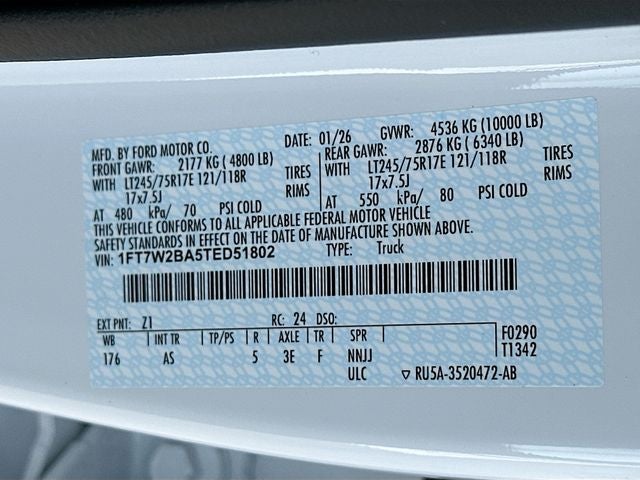 MFD. BY FORD MOTOR CO. DATE: 01/26 GVWR: 4536 KG (10000 LB)
FRONT GAWR: 2177 KG ( 4800 LB) REAR GAWR: 2876 KG ( 6340 LB)
WITH LT245/75R17E 121/118R TIRES WITH LT245/75R17E 121/118R TIRES
17x7.5J RIMS 17x7.5J RIMS
AT 480 kPa/ 70 PSI COLD AT 550 kPa/ 80 PSI COLD
THIS VEHICLE CONFORMS TO ALL APPLICABLE FEDERAL MOTOR VEHICLE
SAFETY STANDARDS IN EFFECT ON THE DATE OF MANUFACTURE SHOWN ABOVE.
VIN: 1FT7W2BA5TED51802 TYPE: Truck
EXT PNT: Z1 RC: 24 DSO:
WB INT TR TP/PS R AXLE TR SPR F0290
176 AS 5 3E F NNJJ T1342
ULC ▽ RU5A-3520472-AB